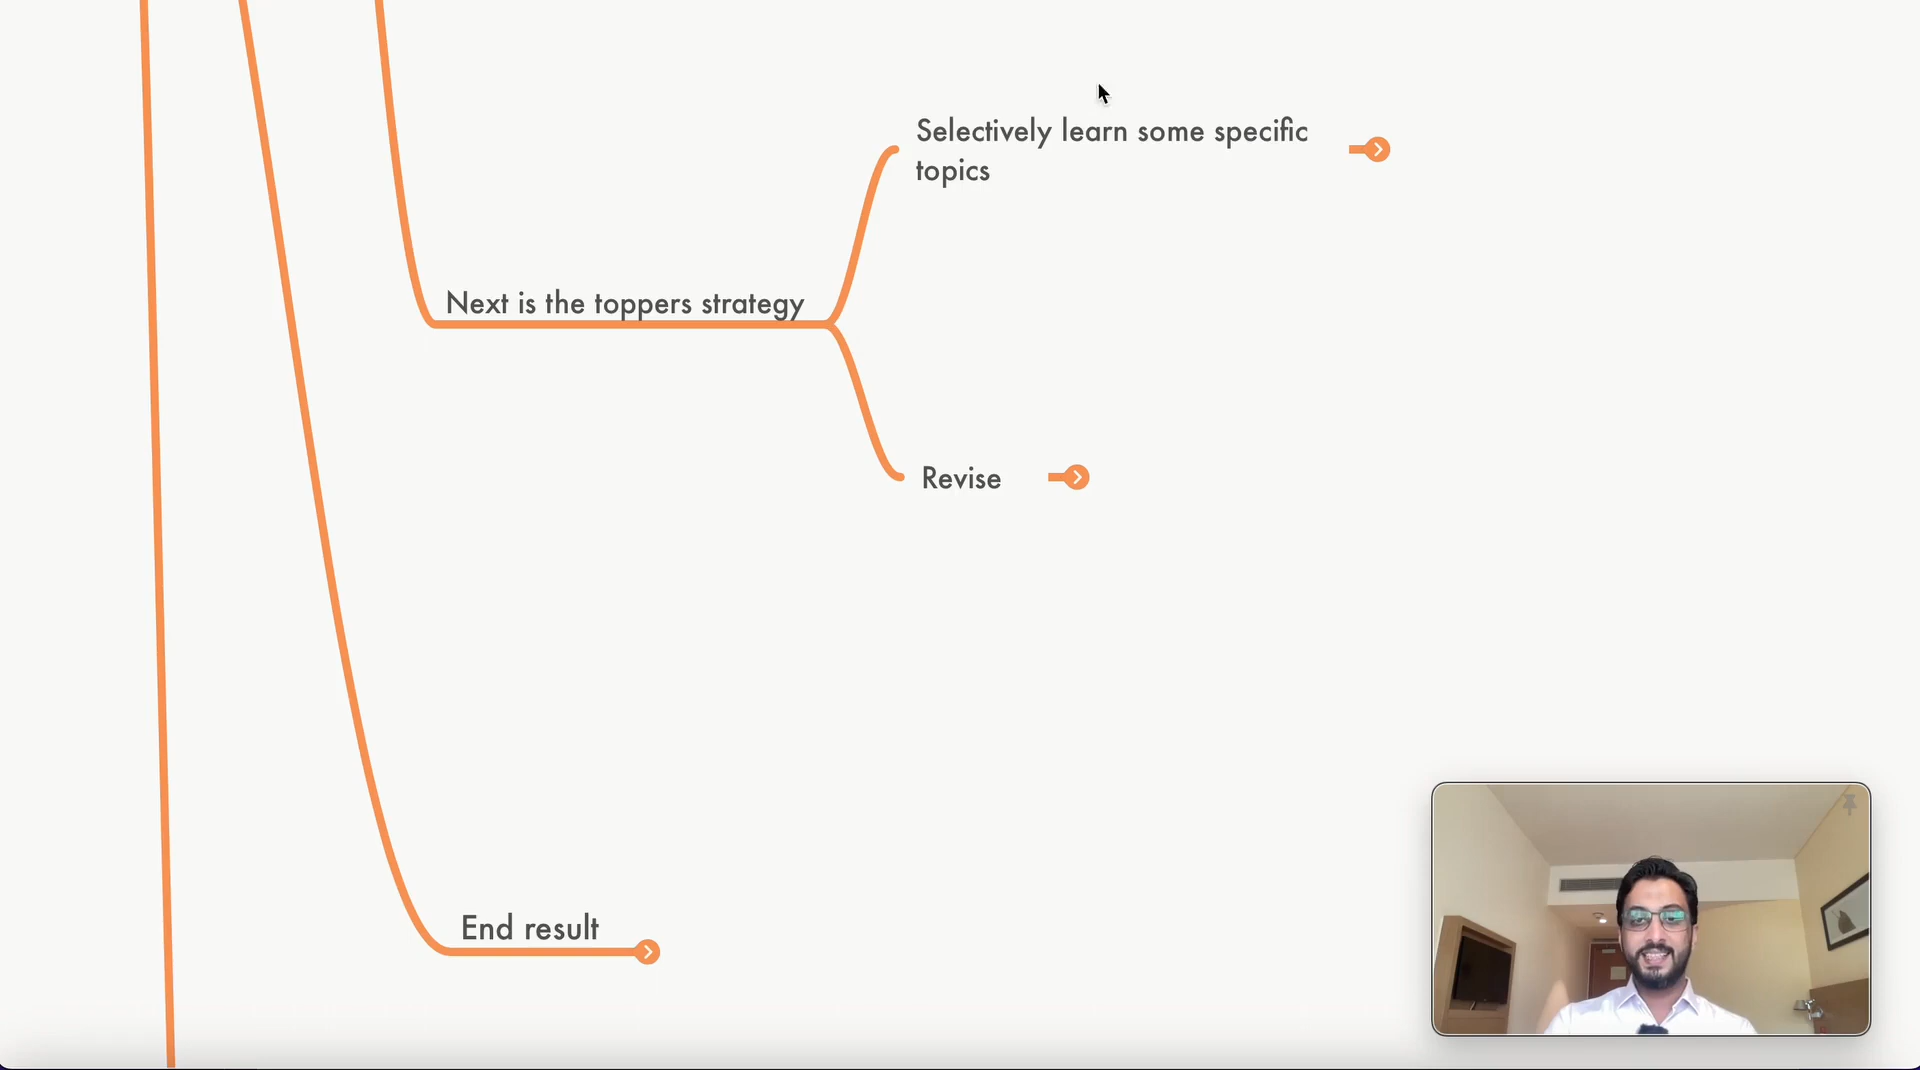 Selectively learn some specific
topics
Next is the toppers strategy
Revise
End result